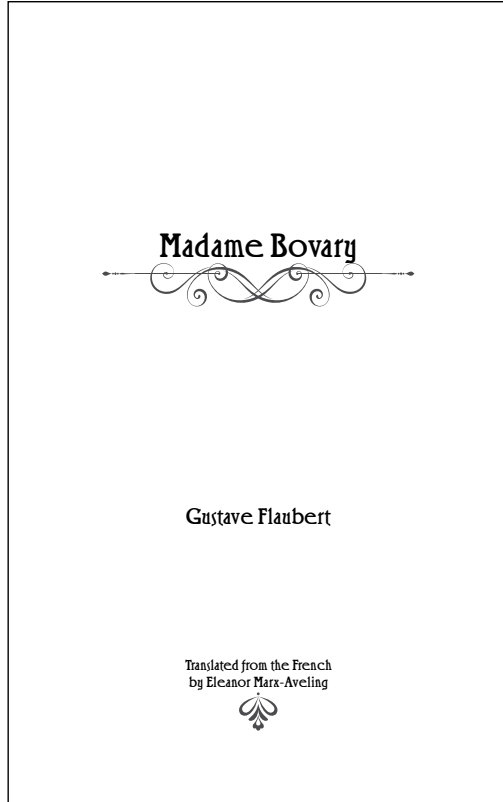 Madame Bovary
Gustave Flaubert
Translated from the French
by Eleanor Marx-Aveling